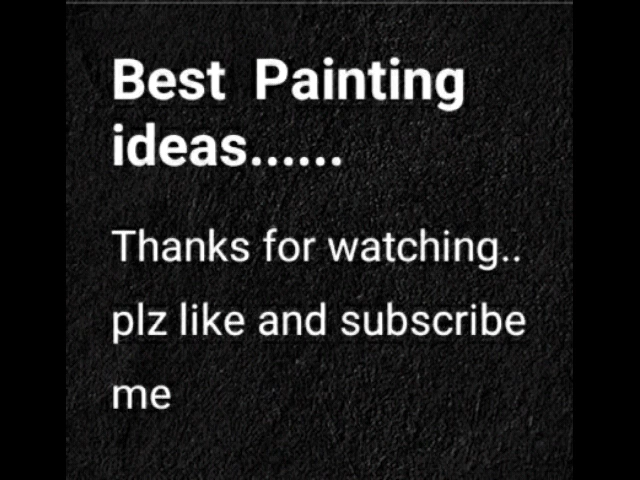 Best  Painting
ideas......
Thanks for watching..
plz like and subscribe
me